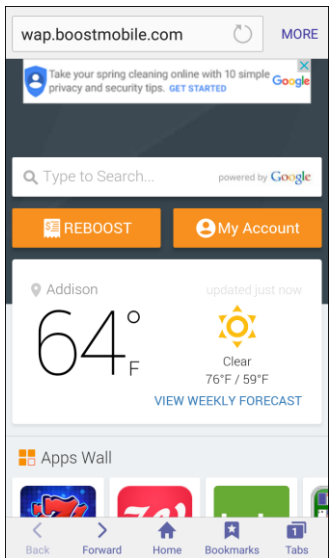 wap.boostmobile.com
MORE
Take your spring cleaning online with 10 simple
privacy and security tips. GET STARTED
Google
Type to Search...
powered by Google
REBOOST
My Account
Addison
updated just now
64°F
Clear
76°F / 59°F
VIEW WEEKLY FORECAST
Apps Wall
Back
Forward
Home
Bookmarks
1
Tabs